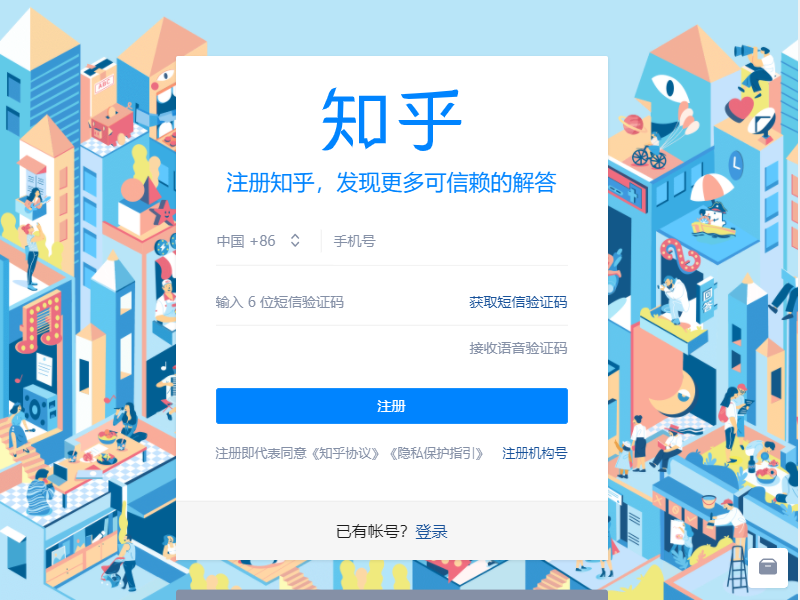 知乎
注册知乎，发现更多可信赖的解答
中国 +86 手机号
输入 6 位短信验证码 获取短信验证码
接收语音验证码
注册
注册即代表同意《知乎协议》《隐私保护指引》 注册机构号
已有帐号？登录
ABC
问答